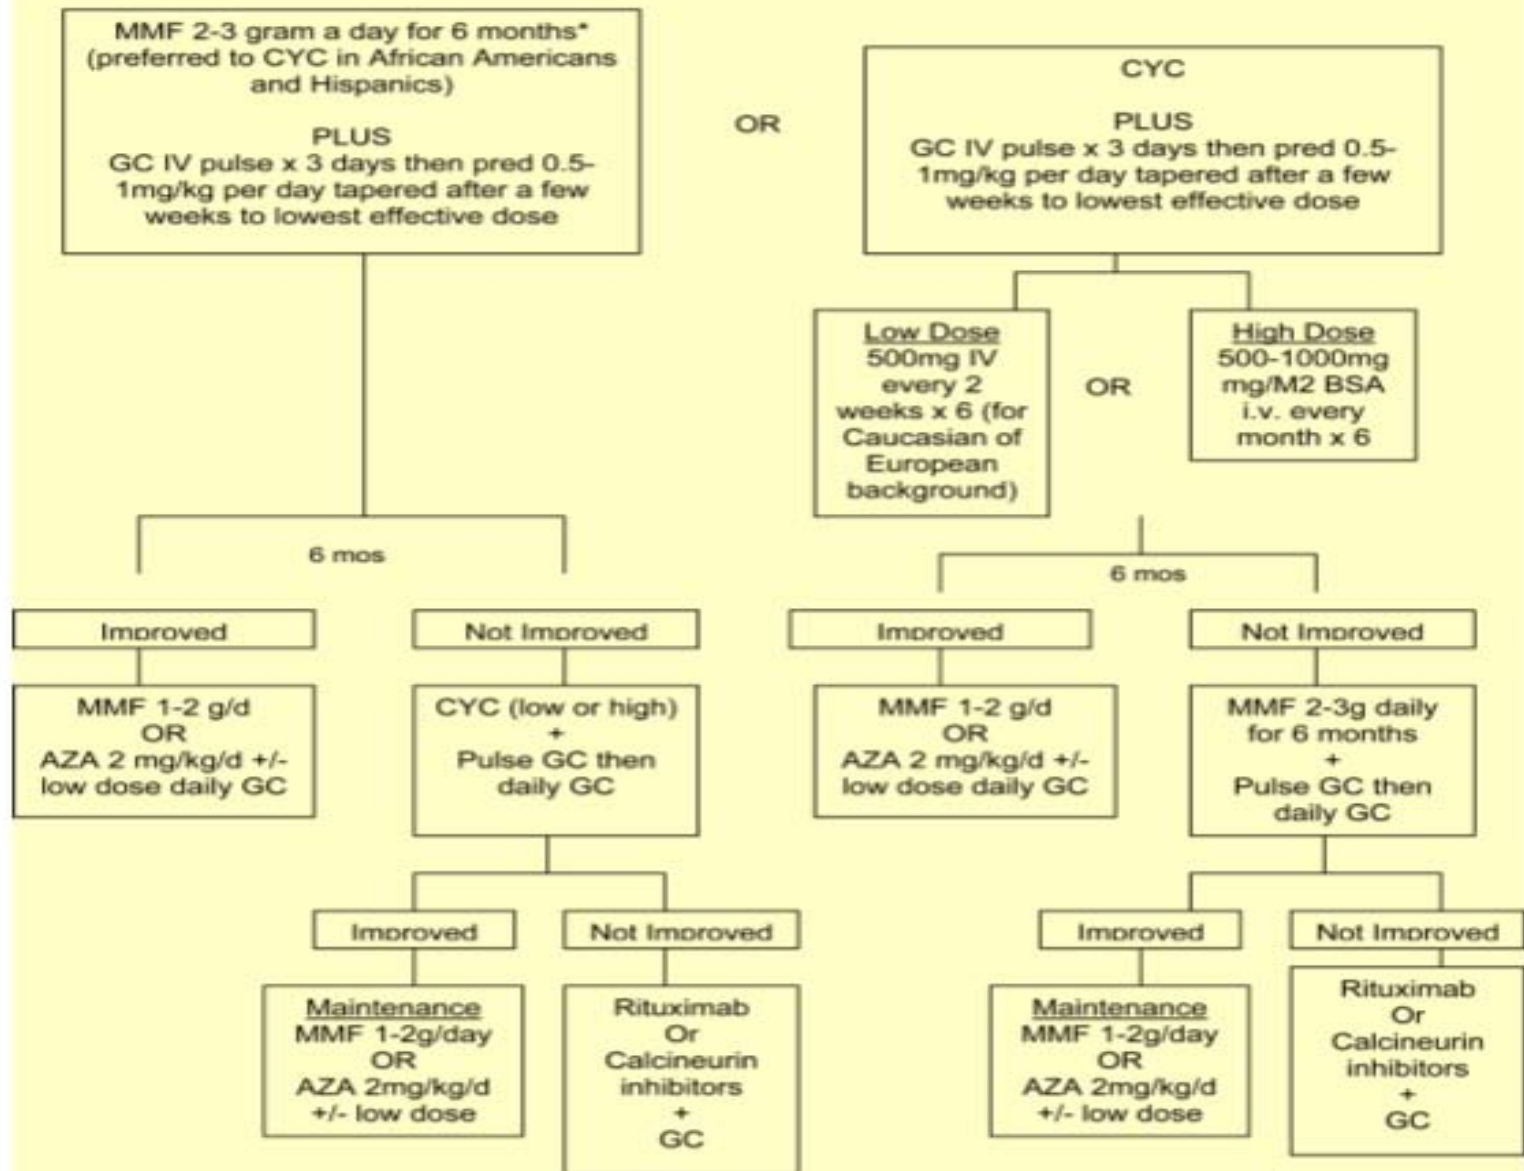 MMF 2-3 gram a day for 6 months*
(preferred to CYC in African Americans
and Hispanics)
PLUS
GC IV pulse x 3 days then pred 0.5-
1mg/kg per day tapered after a few
weeks to lowest effective dose
OR
CYC
PLUS
GC IV pulse x 3 days then pred 0.5-
1mg/kg per day tapered after a few
weeks to lowest effective dose
Low Dose
500mg IV
every 2
weeks x 6 (for
Caucasian of
European
background)
OR
High Dose
500-1000mg
mg/M2 BSA
i.v. every
month x 6
6 mos
Improved
MMF 1-2 g/d
OR
AZA 2 mg/kg/d +/-
low dose daily GC
Not Improved
CYC (low or high)
+
Pulse GC then
daily GC
Improved
Maintenance
MMF 1-2g/day
OR
AZA 2mg/kg/d
+/- low dose
Not Improved
Rituximab
Or
Calcineurin
inhibitors
+
GC
6 mos
Improved
MMF 1-2 g/d
OR
AZA 2 mg/kg/d +/-
low dose daily GC
Not Improved
MMF 2-3g daily
for 6 months
+
Pulse GC then
daily GC
Improved
Maintenance
MMF 1-2g/day
OR
AZA 2mg/kg/d
+/- low dose
Not Improved
Rituximab
Or
Calcineurin
inhibitors
+
GC